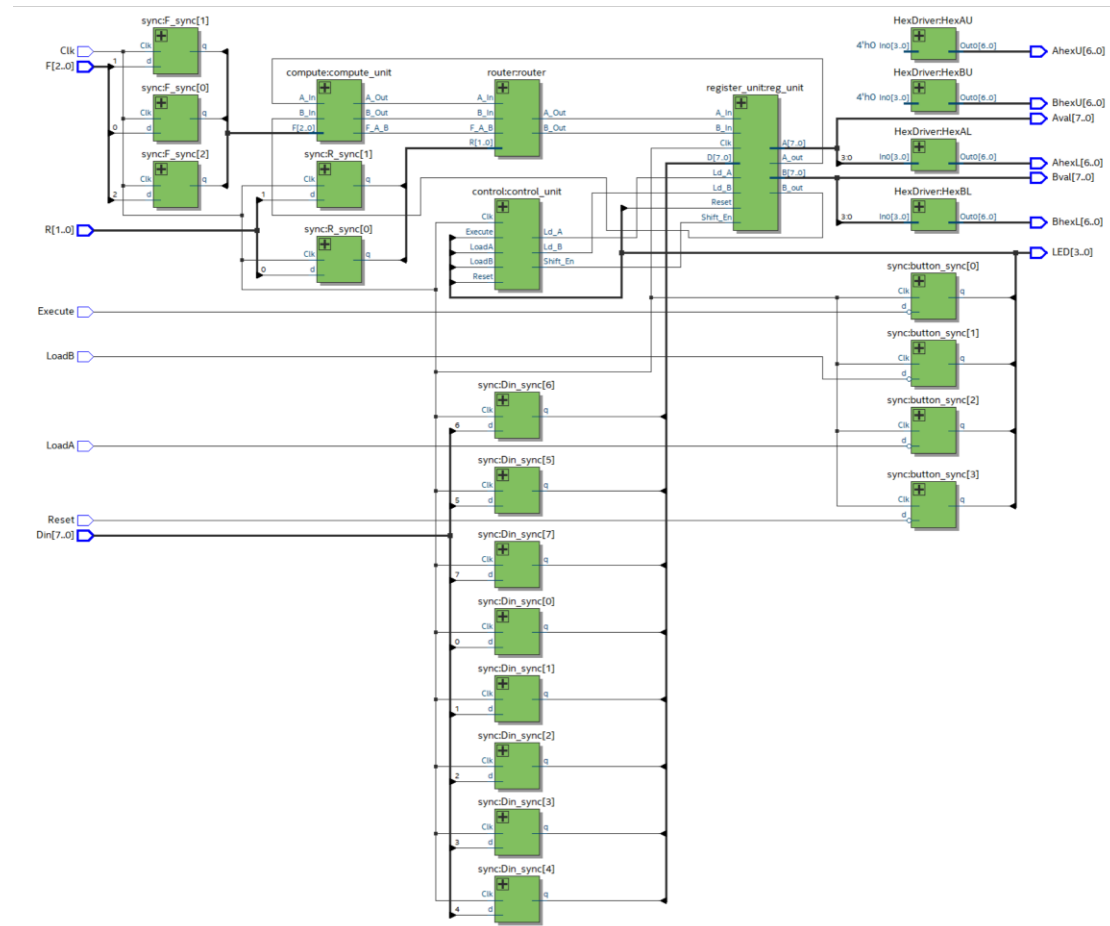 sync:F_sync[1]
Clk
d
q
1
sync:F_sync[0]
Clk
d
q
0
sync:F_sync[2]
Clk
d
q
2
Clk
F[2..0]
R[1..0]
Execute
LoadB
LoadA
Reset
Din[7..0]
compute:compute_unit
A_In
B_In
F[2..0]
A_Out
B_Out
F_A_B
sync:R_sync[1]
Clk
d
q
1
sync:R_sync[0]
Clk
d
q
0
router:router
A_In
B_In
F_A_B
R[1..0]
A_Out
B_Out
control:control_unit
Clk
Execute
LoadA
LoadB
Reset
Ld_A
Ld_B
Shift_En
register_unit:reg_unit
A_In
B_In
Clk
D[7..0]
Ld_A
Ld_B
Reset
Shift_En
A[7..0]
A_out
B[7..0]
B_out
HexDriver:HexAU
4'h0
In0[3..0]
Out0[6..0]
AhexU[6..0]
HexDriver:HexBU
4'h0
In0[3..0]
Out0[6..0]
BhexU[6..0]
Aval[7..0]
HexDriver:HexAL
3:0
In0[3..0]
Out0[6..0]
AhexL[6..0]
Bval[7..0]
HexDriver:HexBL
3:0
In0[3..0]
Out0[6..0]
BhexL[6..0]
LED[3..0]
sync:button_sync[0]
Clk
d
q
sync:button_sync[1]
Clk
d
q
sync:button_sync[2]
Clk
d
q
sync:button_sync[3]
Clk
d
q
sync:Din_sync[6]
Clk
d
q
6
sync:Din_sync[5]
Clk
d
q
5
sync:Din_sync[7]
Clk
d
q
7
sync:Din_sync[0]
Clk
d
q
0
sync:Din_sync[1]
Clk
d
q
1
sync:Din_sync[2]
Clk
d
q
2
sync:Din_sync[3]
Clk
d
q
3
sync:Din_sync[4]
Clk
d
q
4